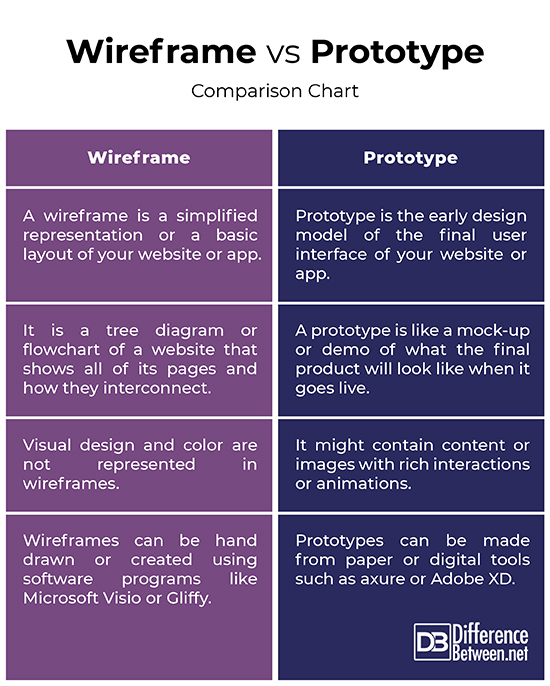 Wireframe vs Prototype
Comparison Chart
Wireframe
Prototype
A wireframe is a simplified
representation or a basic
layout of your website or app.
Prototype is the early design
model of the final user
interface of your website or
app.
It is a tree diagram or
flowchart of a website that
shows all of its pages and
how they interconnect.
A prototype is like a mock-up
or demo of what the final
product will look like when it
goes live.
Visual design and color are
not represented in
wireframes.
It might contain content or
images with rich interactions
or animations.
Wireframes can be hand
drawn or created using
software programs like
Microsoft Visio or Gliffy.
Prototypes can be made
from paper or digital tools
such as axure or Adobe XD.
DB Difference
Between.net